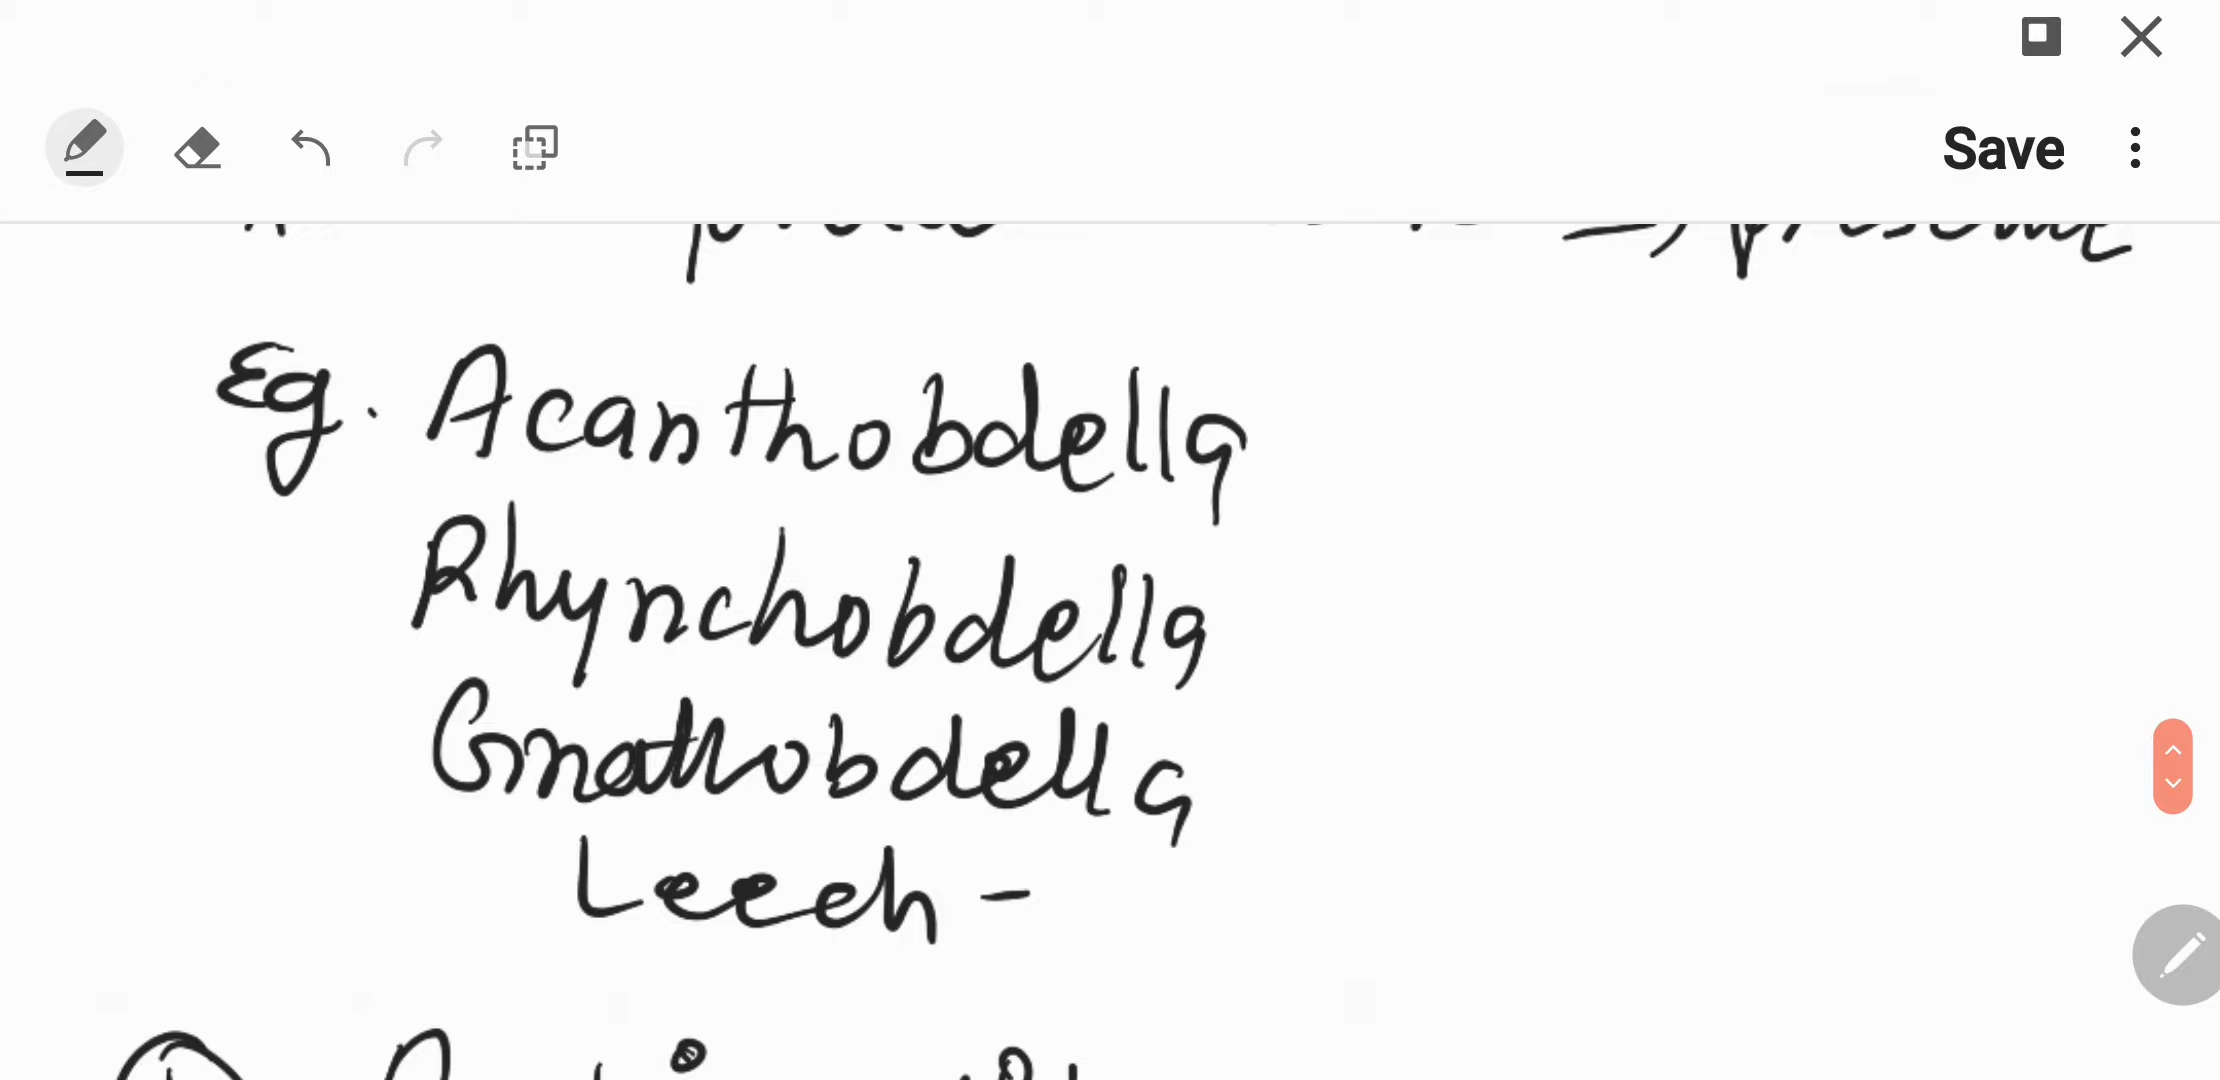 Save
Eg. Acanthobdella
Rhynchobdella
Gnathobdella
Leech -